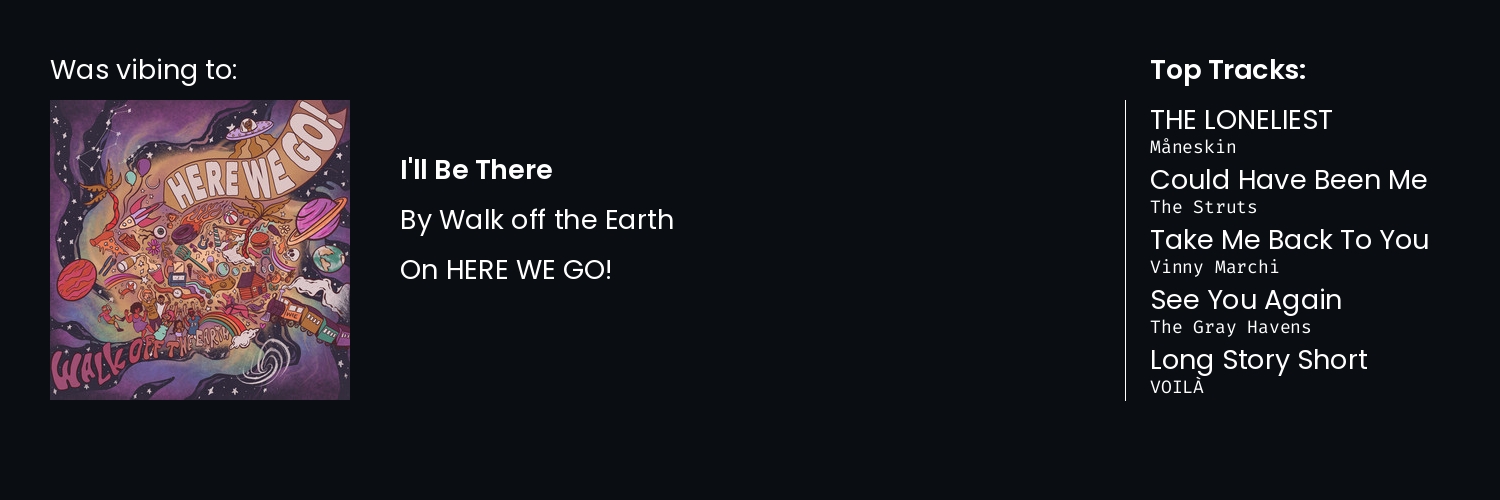 Was vibing to:
HERE WE GO!
WALK OFF THE EARTH
I'll Be There
By Walk off the Earth
On HERE WE GO!
Top Tracks:
THE LONELIEST
Måneskin
Could Have Been Me
The Struts
Take Me Back To You
Vinny Marchi
See You Again
The Gray Havens
Long Story Short
VOILÀ